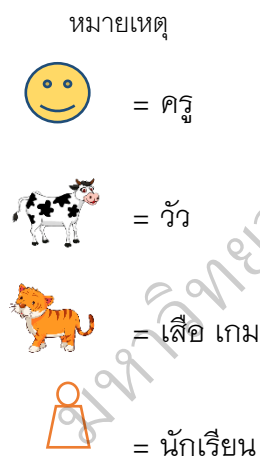 หมายเหตุ
= ครู
= วัว
= เสือ เกม
= นักเรียน